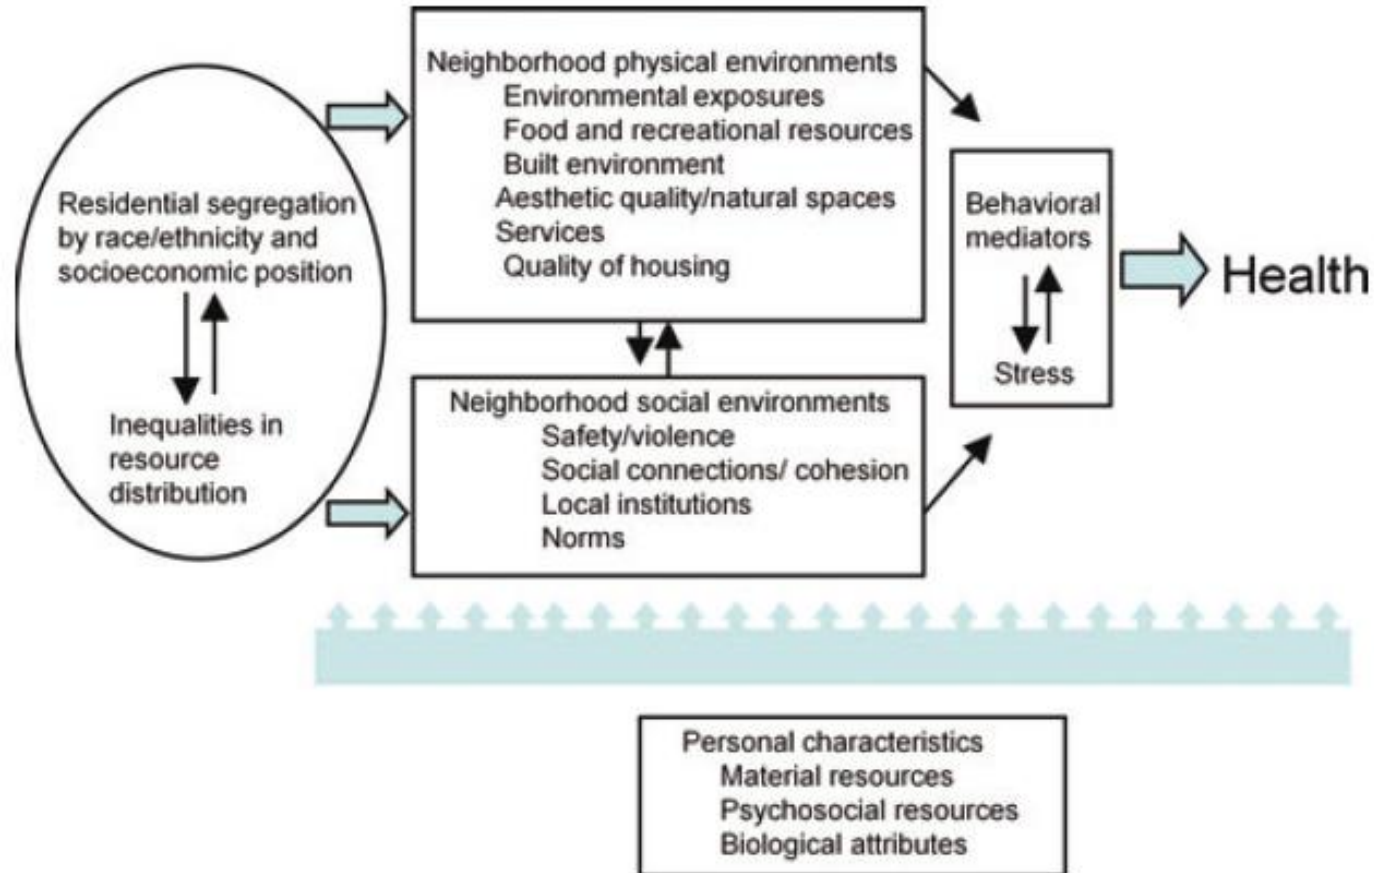 Residential segregation
by race/ethnicity and
socioeconomic position
Inequalities in
resource
distribution
Neighborhood physical environments
Environmental exposures
Food and recreational resources
Built environment
Aesthetic quality/natural spaces
Services
Quality of housing
Neighborhood social environments
Safety/violence
Social connections/ cohesion
Local institutions
Norms
Behavioral
mediators
Stress
Health
Personal characteristics
Material resources
Psychosocial resources
Biological attributes